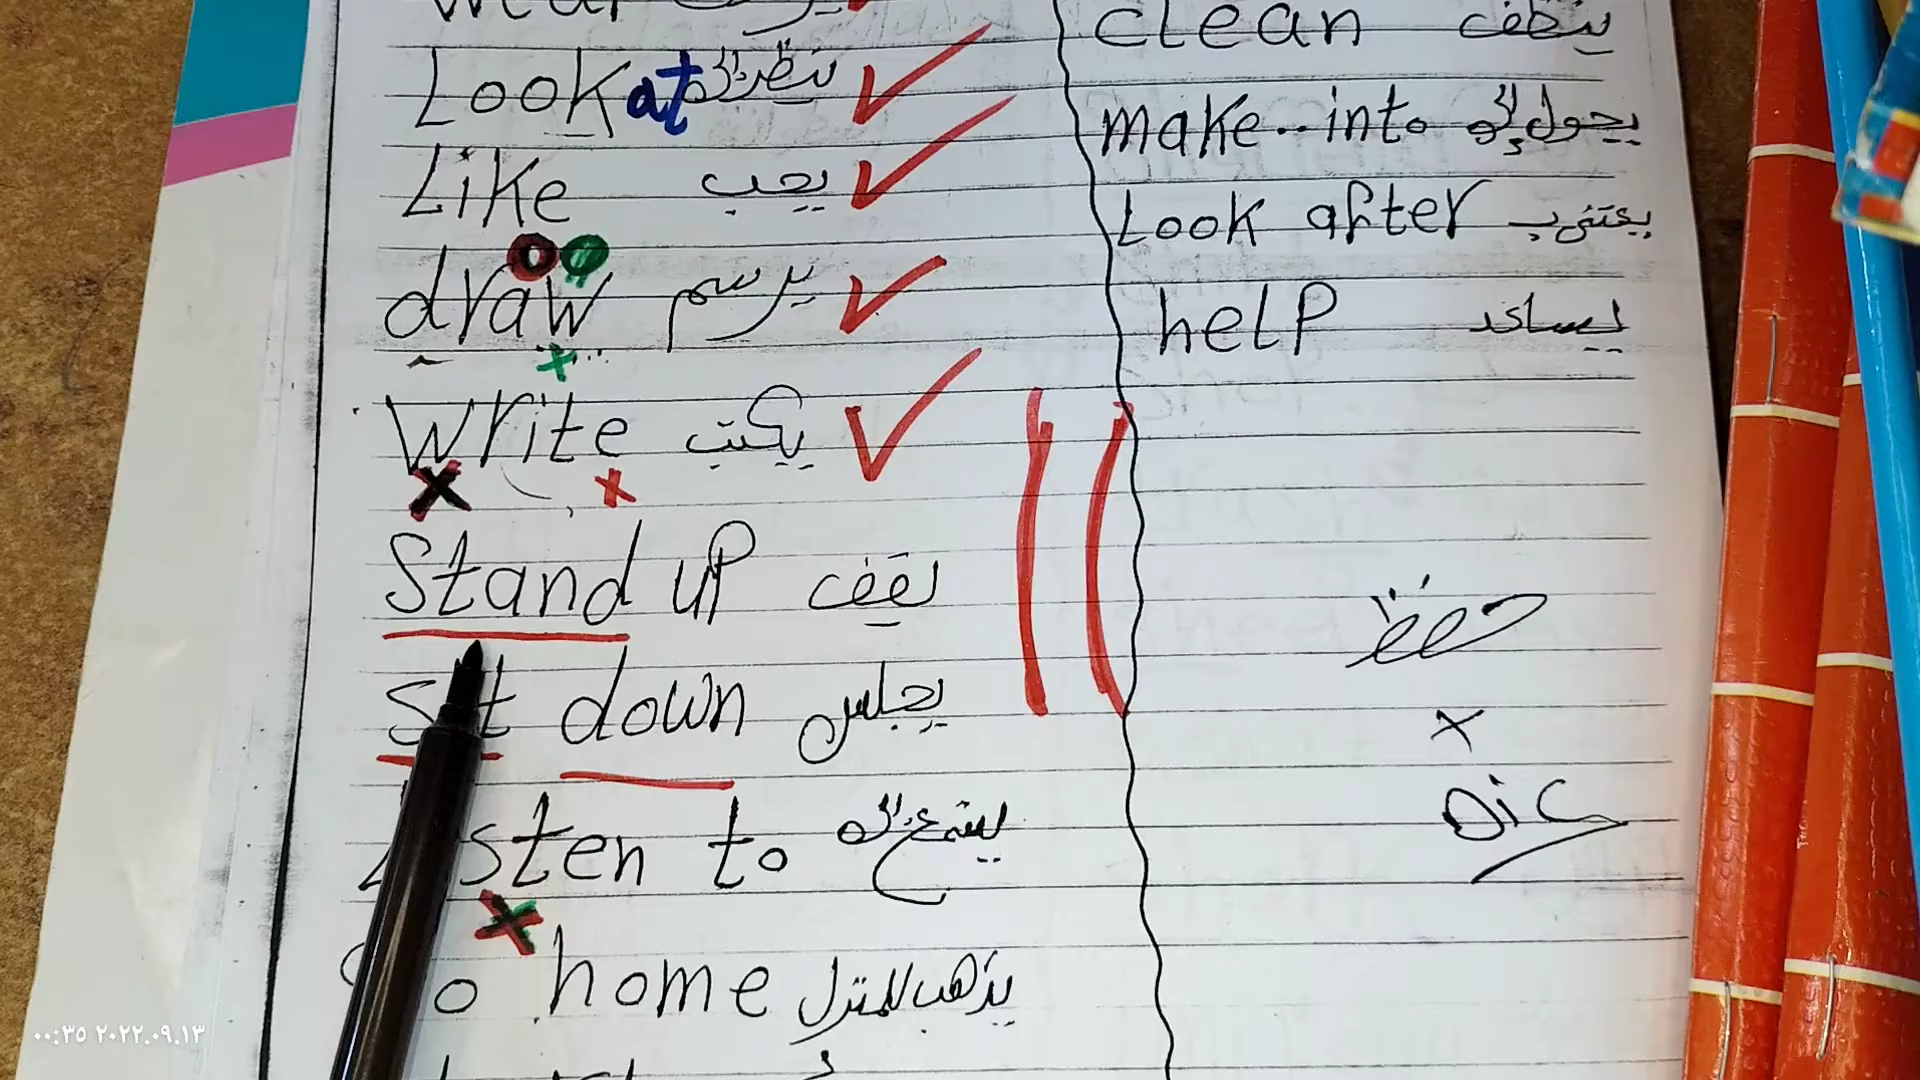 Look at ينظر إلى
Like يحب
draw يرسم
write يكتب
Stand up يقف
sit down يجلس
Listen to يستمع إلى
Go home يذهب للمنزل
clean ينظف
make..into يحول إلى
Look after يعتني ب
help يساعد
حفظ
x
Dic
٠٠:٣٥ ٢٠٢٢.٠٩.١٣